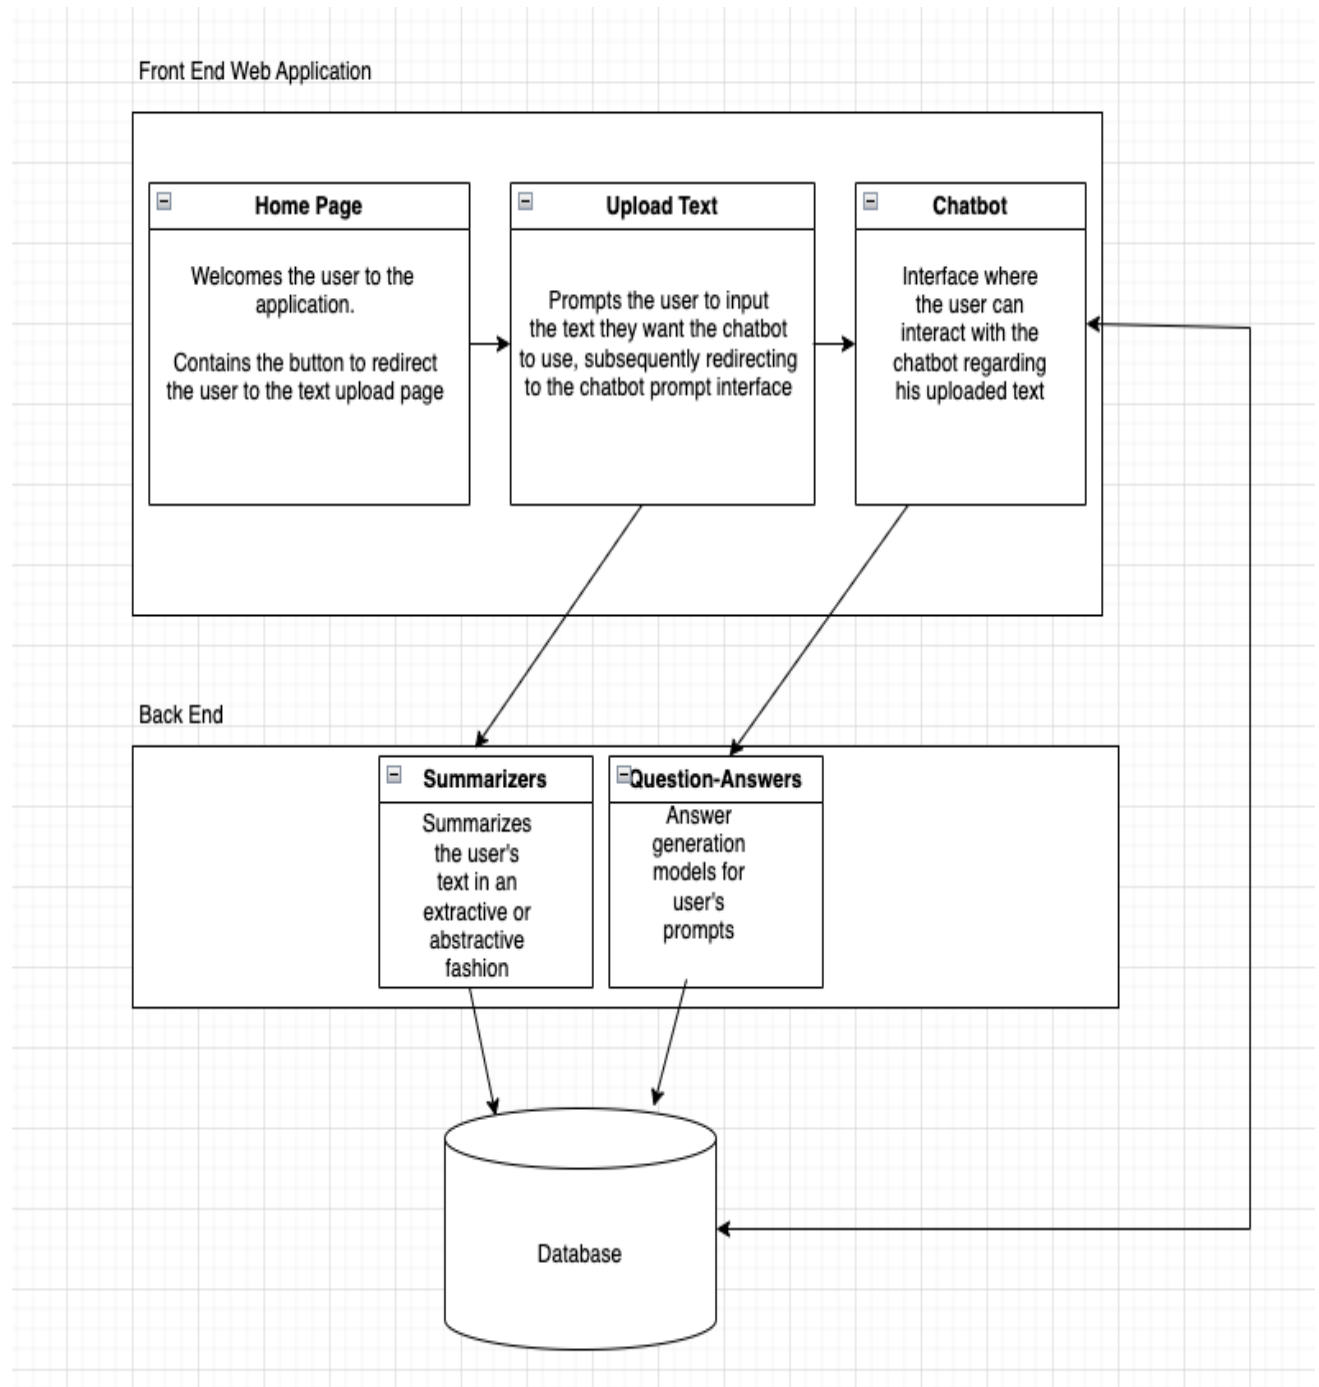 Front End Web Application
Home Page
Welcomes the user to the
application.
Contains the button to redirect
the user to the text upload page
Upload Text
Prompts the user to input
the text they want the chatbot
to use, subsequently redirecting
to the chatbot prompt interface
Chatbot
Interface where
the user can
interact with the
chatbot regarding
his uploaded text
Back End
Summarizers
Summarizes
the user's
text in an
extractive or
abstractive
fashion
Question-Answers
Answer
generation
models for
user's
prompts
Database